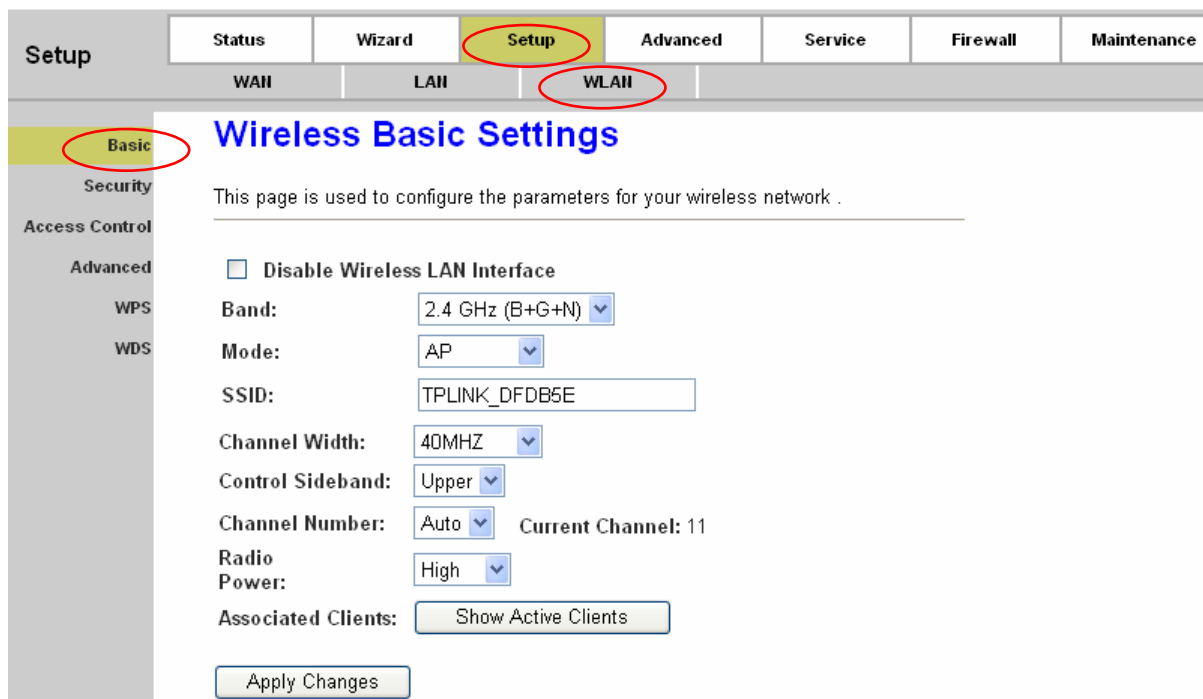 Setup
Status Wizard Setup Advanced Service Firewall Maintenance
WAN LAN WLAN
Basic
Security
Access Control
Advanced
WPS
WDS
Wireless Basic Settings
This page is used to configure the parameters for your wireless network .
Disable Wireless LAN Interface
Band: 2.4 GHz (B+G+N)
Mode: AP
SSID: TPLINK_DFDB5E
Channel Width: 40MHZ
Control Sideband: Upper
Channel Number: Auto Current Channel: 11
Radio
Power: High
Associated Clients: Show Active Clients
Apply Changes